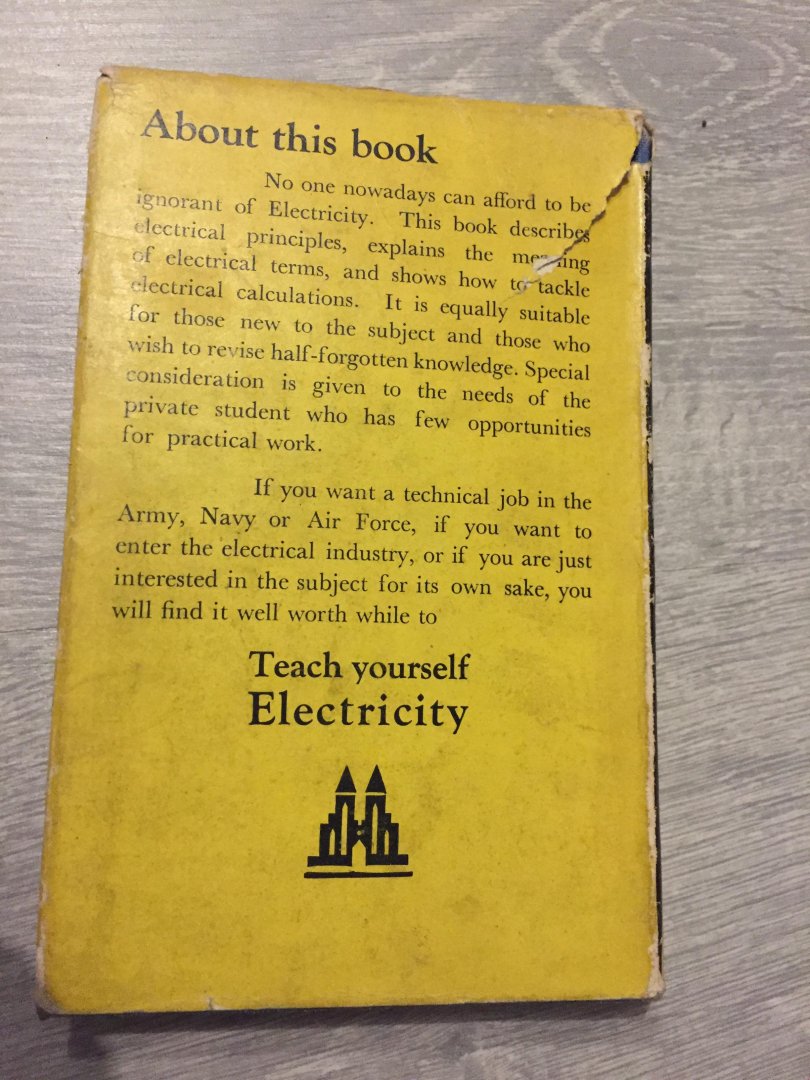 About this book
No one nowadays can afford to be
ignorant of Electricity. This book describes
electrical principles, explains the meaning
of electrical terms, and shows how to tackle
electrical calculations. It is equally suitable
for those new to the subject and those who
wish to revise half-forgotten knowledge. Special
consideration is given to the needs of the
private student who has few opportunities
for practical work.
If you want a technical job in the
Army, Navy or Air Force, if you want to
enter the electrical industry, or if you are just
interested in the subject for its own sake, you
will find it well worth while to
Teach yourself
Electricity